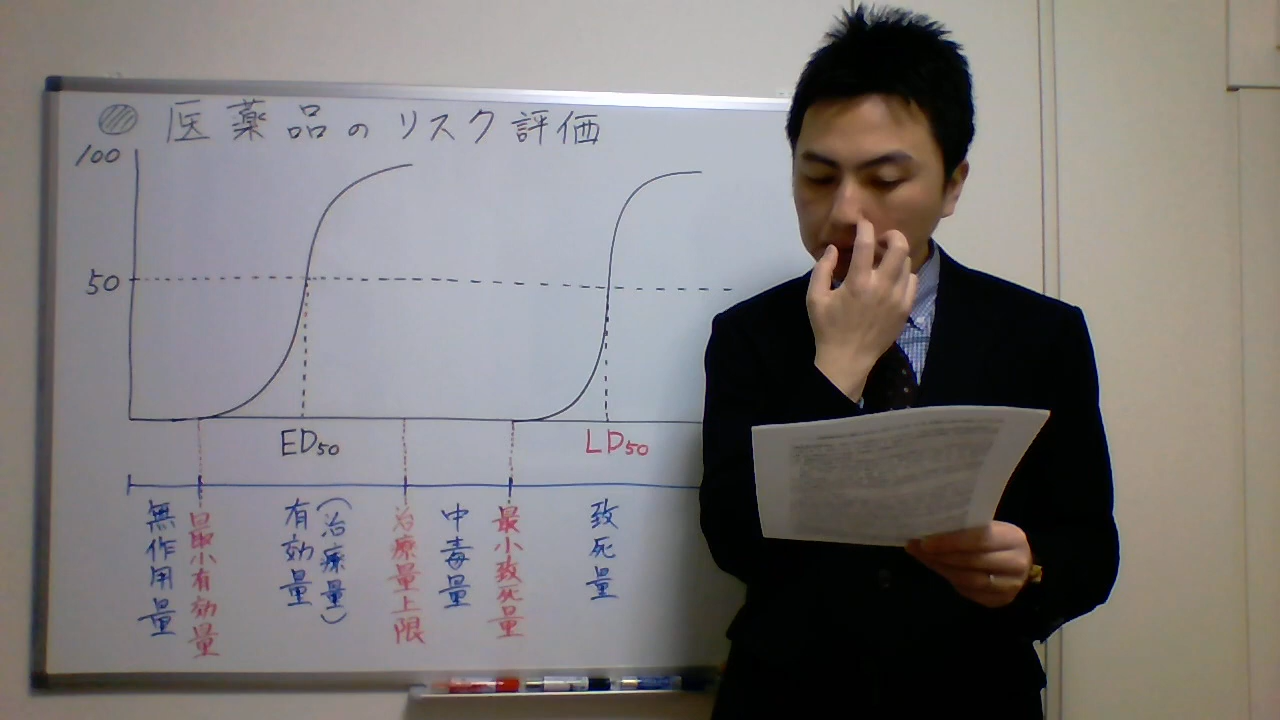 医薬品のリスク評価
100
50
ED50
LD50
無作用量
最小有効量
有効量
(治療量)
治療量上限
中毒量
最小致死量
致死量